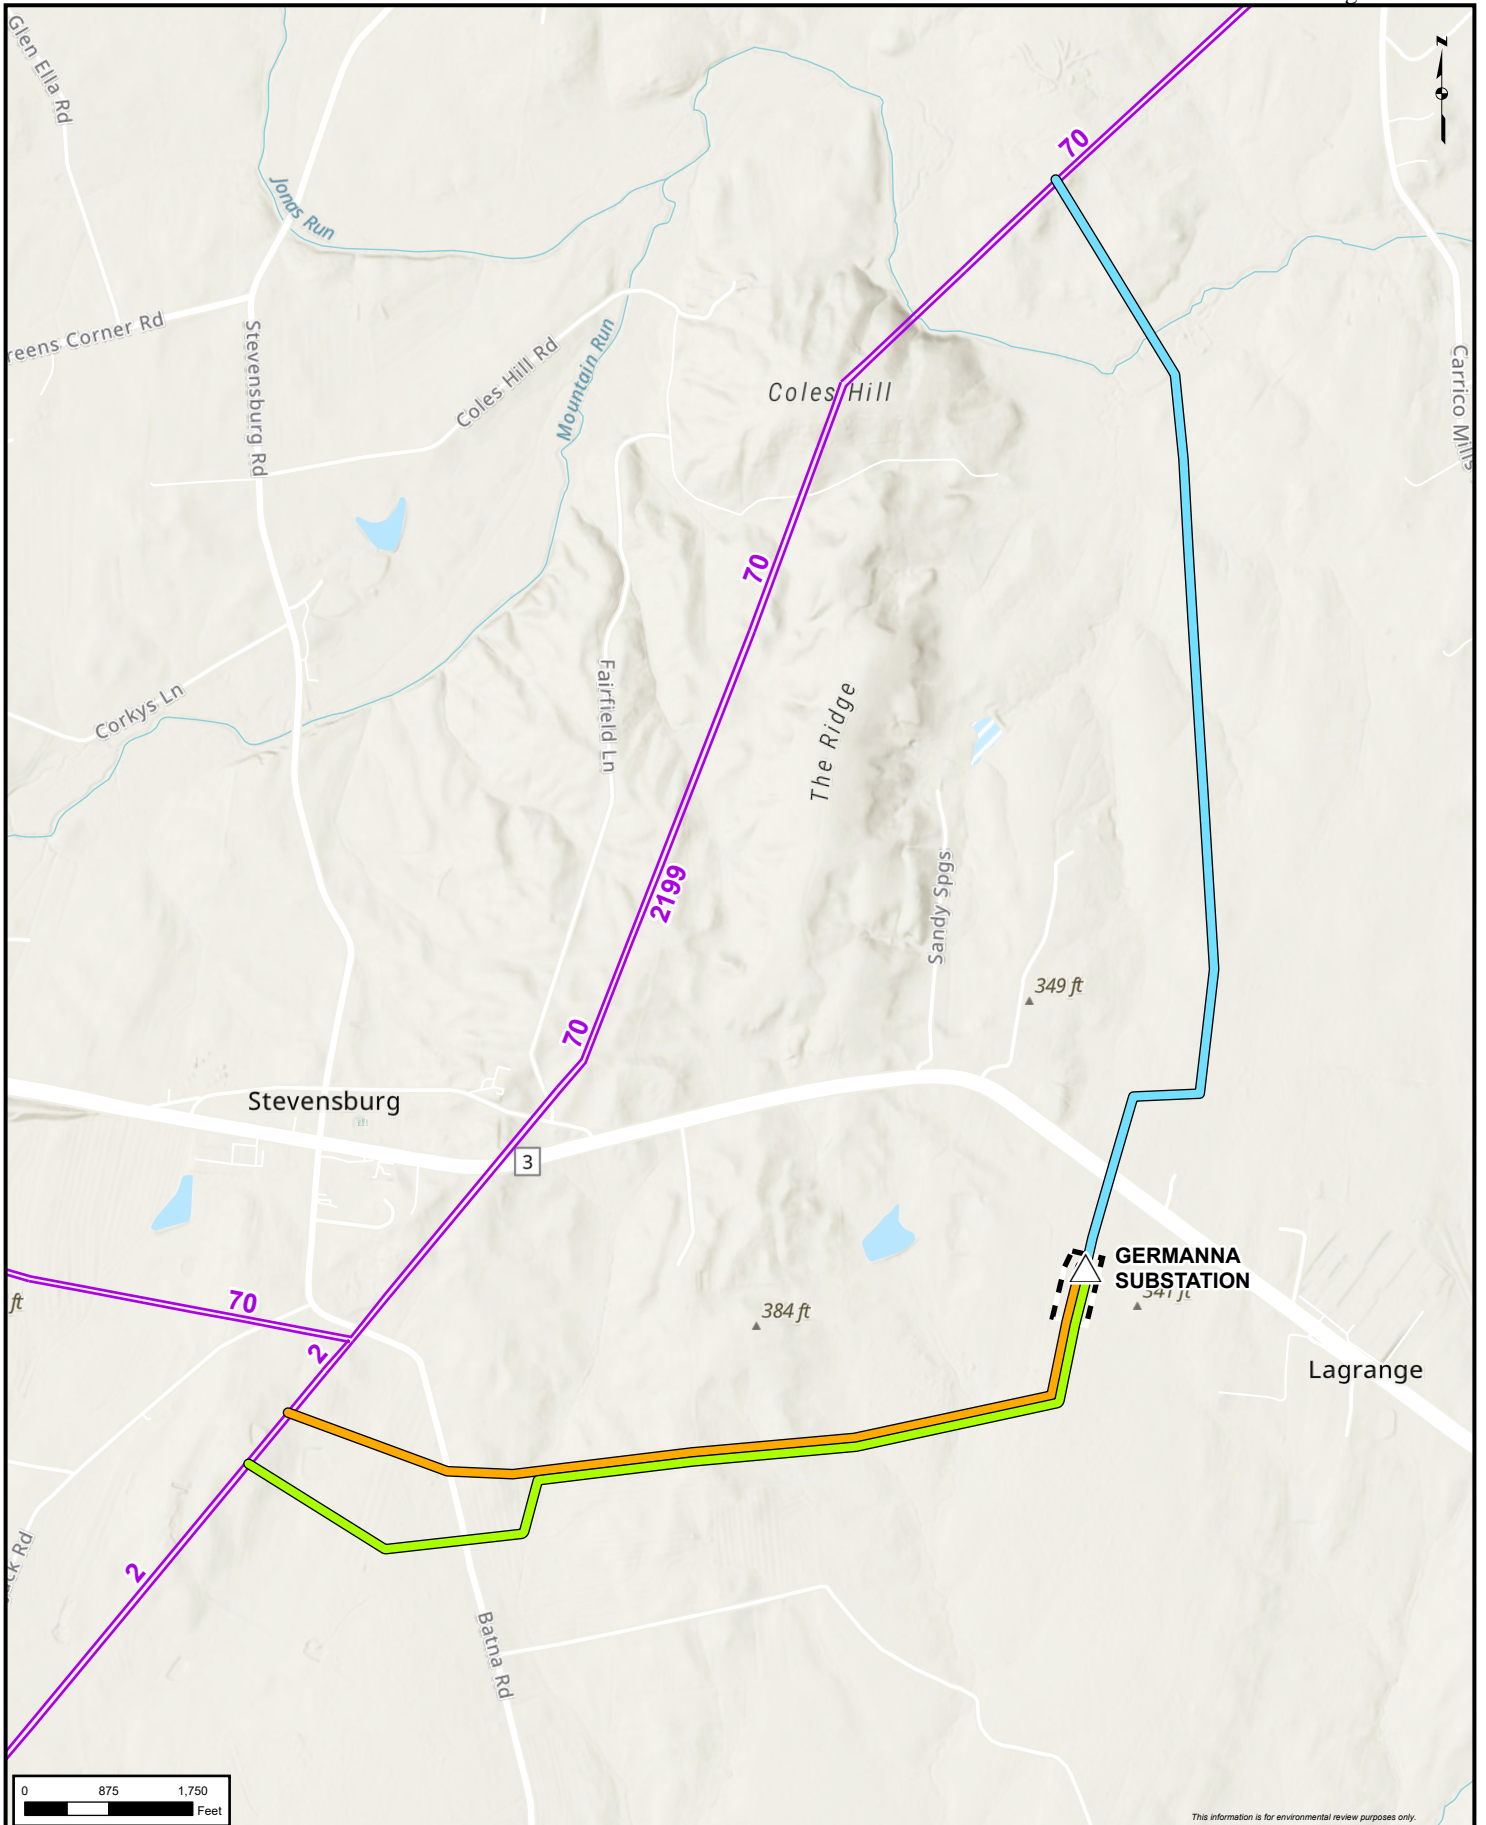 Glen Ella Rd
N
70
Jonas Run
reens Corner Rd
Stevensburg Rd
Coles Hill Rd
Mountain Run
Coles Hill
Carrico Mills
70
Corkys Ln
Fairfield Ln
The Ridge
2199
Sandy Spgs
349 ft
70
Stevensburg
3
GERMANNA
SUBSTATION
341 ft
70
ft
384 ft
2
Lagrange
2
Batna Rd
0 875 1,750
Feet
This information is for environmental review purposes only.